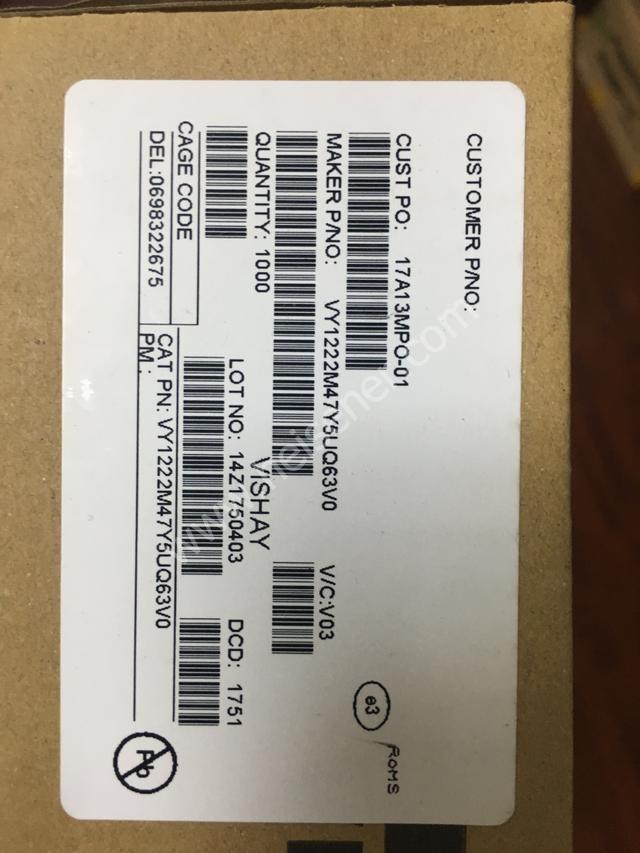 CUSTOMER P/NO:
CUST PO: 17A13MPO-01
MAKER P/NO: VY1222M47Y5UQ63V0 V/C:V03
QUANTITY: 1000
VISHAY
LOT NO: 14Z1750403 DCD: 1751
CAGE CODE
DEL:0698322675
CAT PN: VY1222M47Y5UQ63V0
PM.:
e3
ROMS
Pb